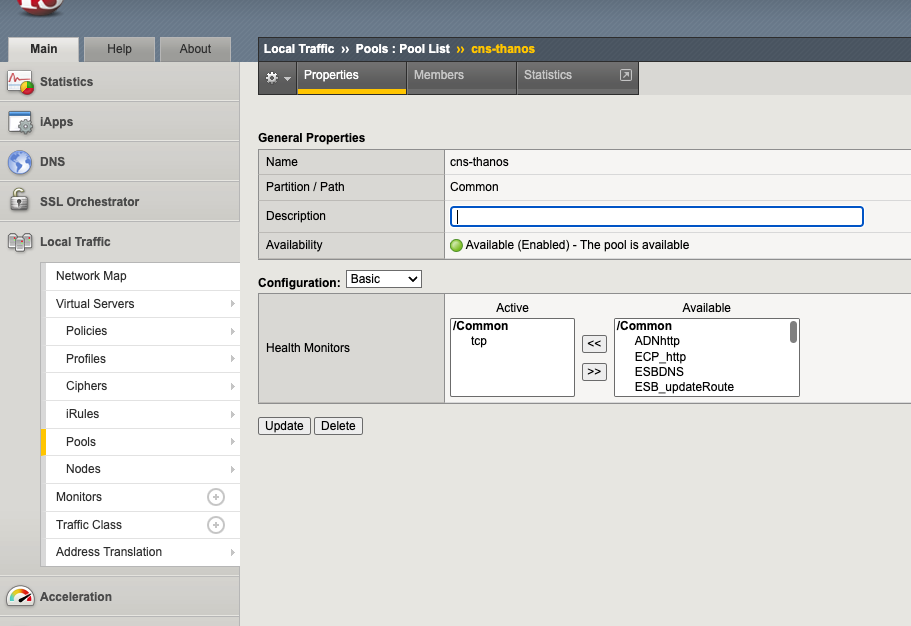 Main
Help
About
Statistics
iApps
DNS
SSL Orchestrator
Local Traffic
Network Map
Virtual Servers
Policies
Profiles
Ciphers
iRules
Pools
Nodes
Monitors
Traffic Class
Address Translation
Acceleration
Local Traffic » Pools : Pool List » cns-thanos
Properties
Members
Statistics
General Properties
Name cns-thanos
Partition / Path Common
Description
Availability Available (Enabled) - The pool is available
Configuration: Basic
Health Monitors
Active
/Common
tcp
<<
>>
Available
/Common
ADNhttp
ECP_http
ESBDNS
ESB_updateRoute
Update Delete